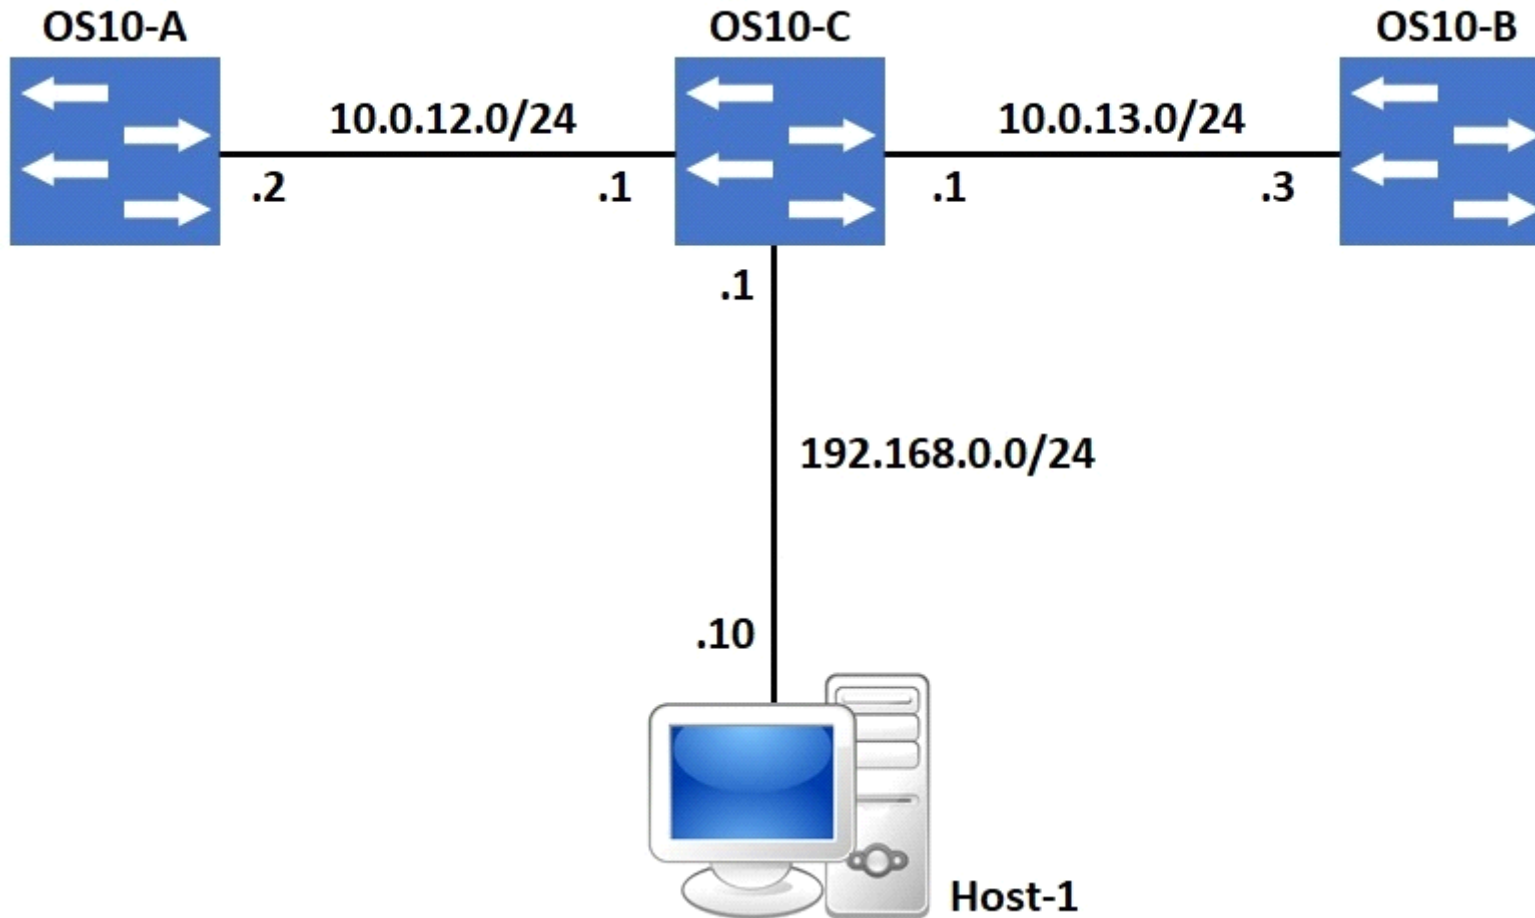 OS10-A
OS10-C
OS10-B
10.0.12.0/24
10.0.13.0/24
.2
.1
.1
.3
.1
192.168.0.0/24
.10
Host-1